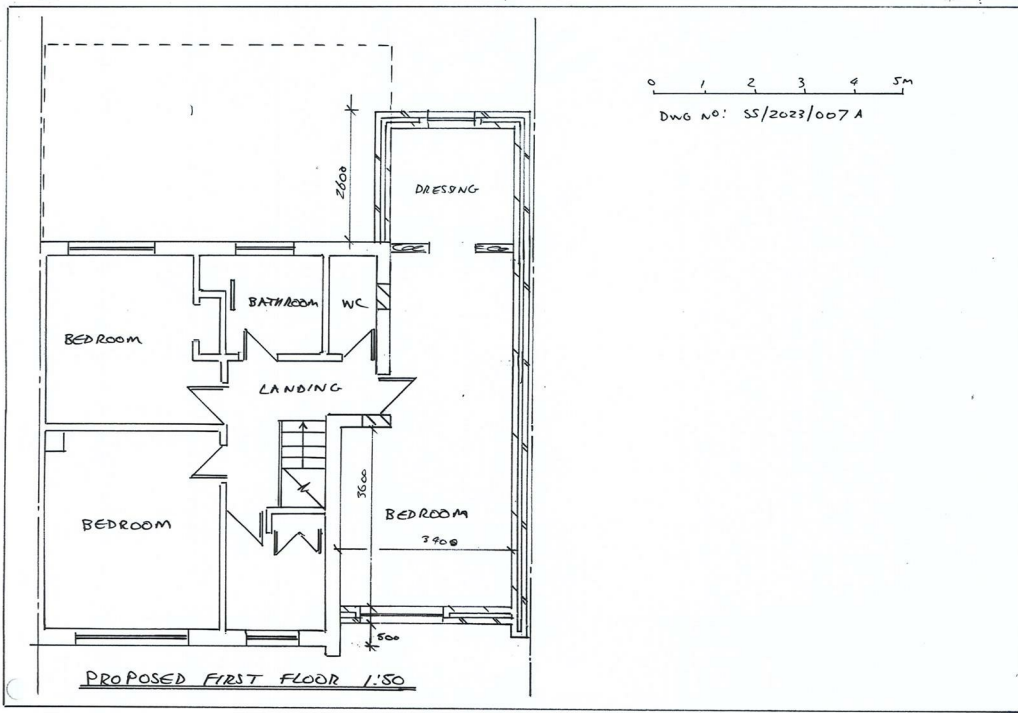 0 1 2 3 4 5M
DWG NO: SS/2023/007 A
2600
DRESSING
BATHROOM
WC
BEDROOM
LANDING
3600
BEDROOM
BEDROOM
3400
500
PROPOSED FIRST FLOOR 1:50